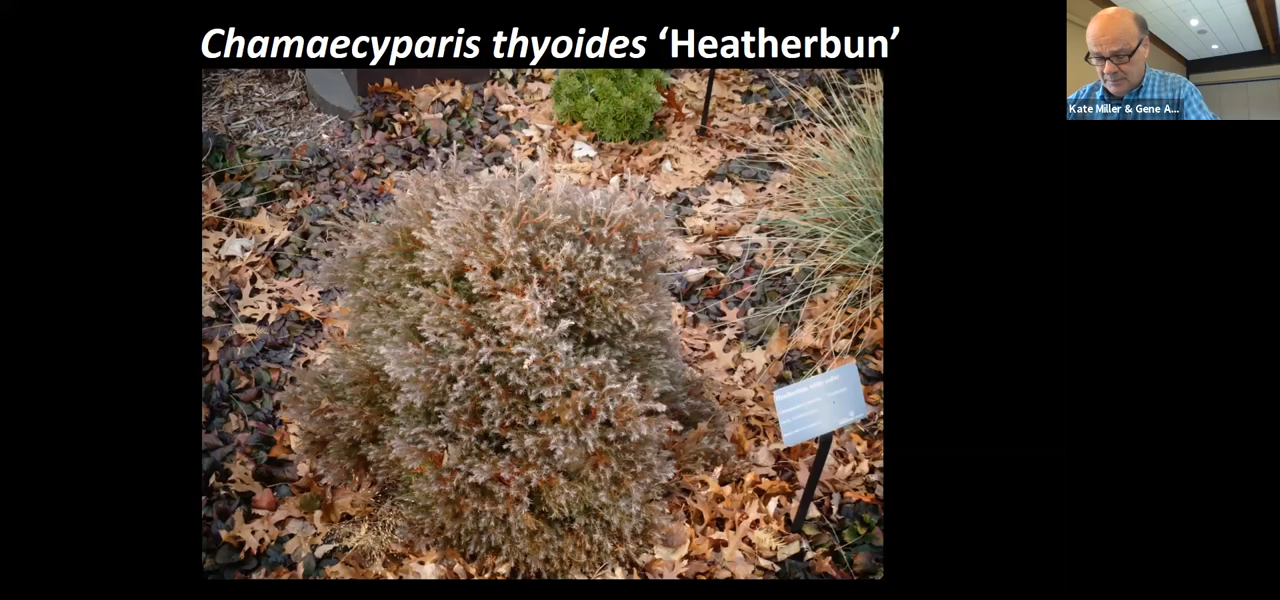 Chamaecyparis thyoides ‘Heatherbun’
Kate Miller & Gene A...